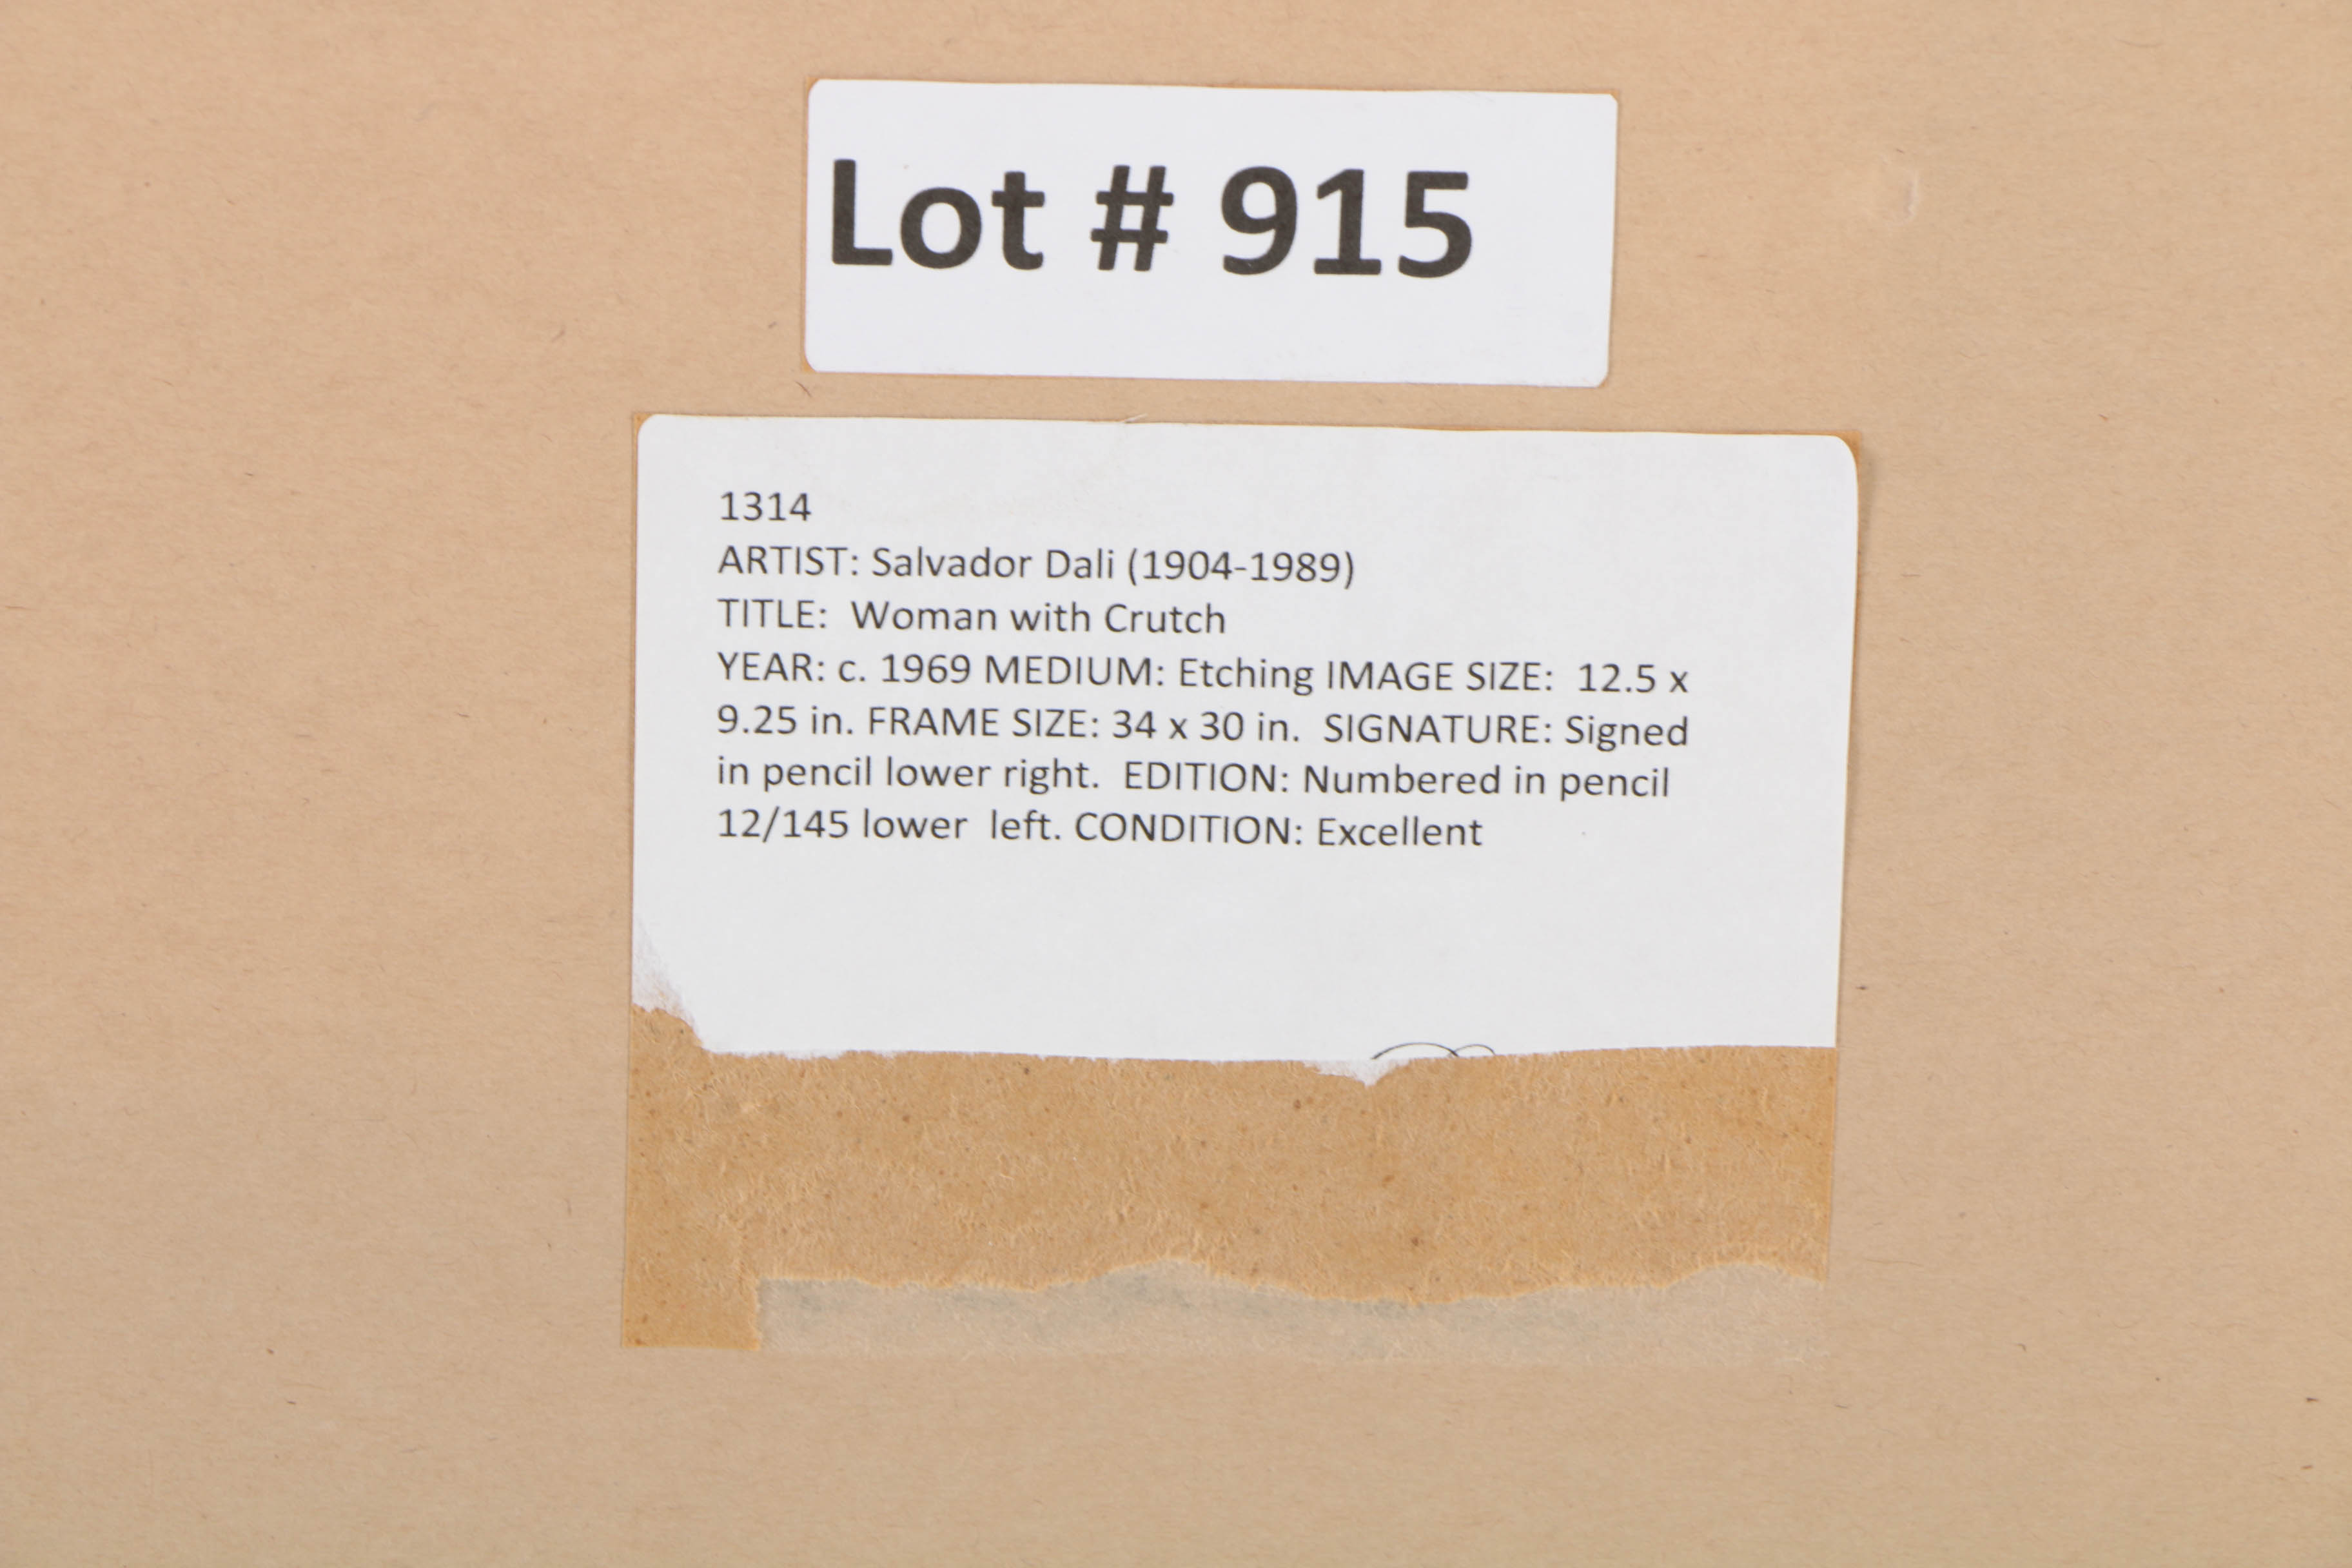 Lot # 915
1314
ARTIST: Salvador Dali (1904-1989)
TITLE:  Woman with Crutch
YEAR: c. 1969 MEDIUM: Etching IMAGE SIZE:  12.5 x
9.25 in. FRAME SIZE: 34 x 30 in.  SIGNATURE: Signed
in pencil lower right.  EDITION: Numbered in pencil
12/145 lower  left. CONDITION: Excellent